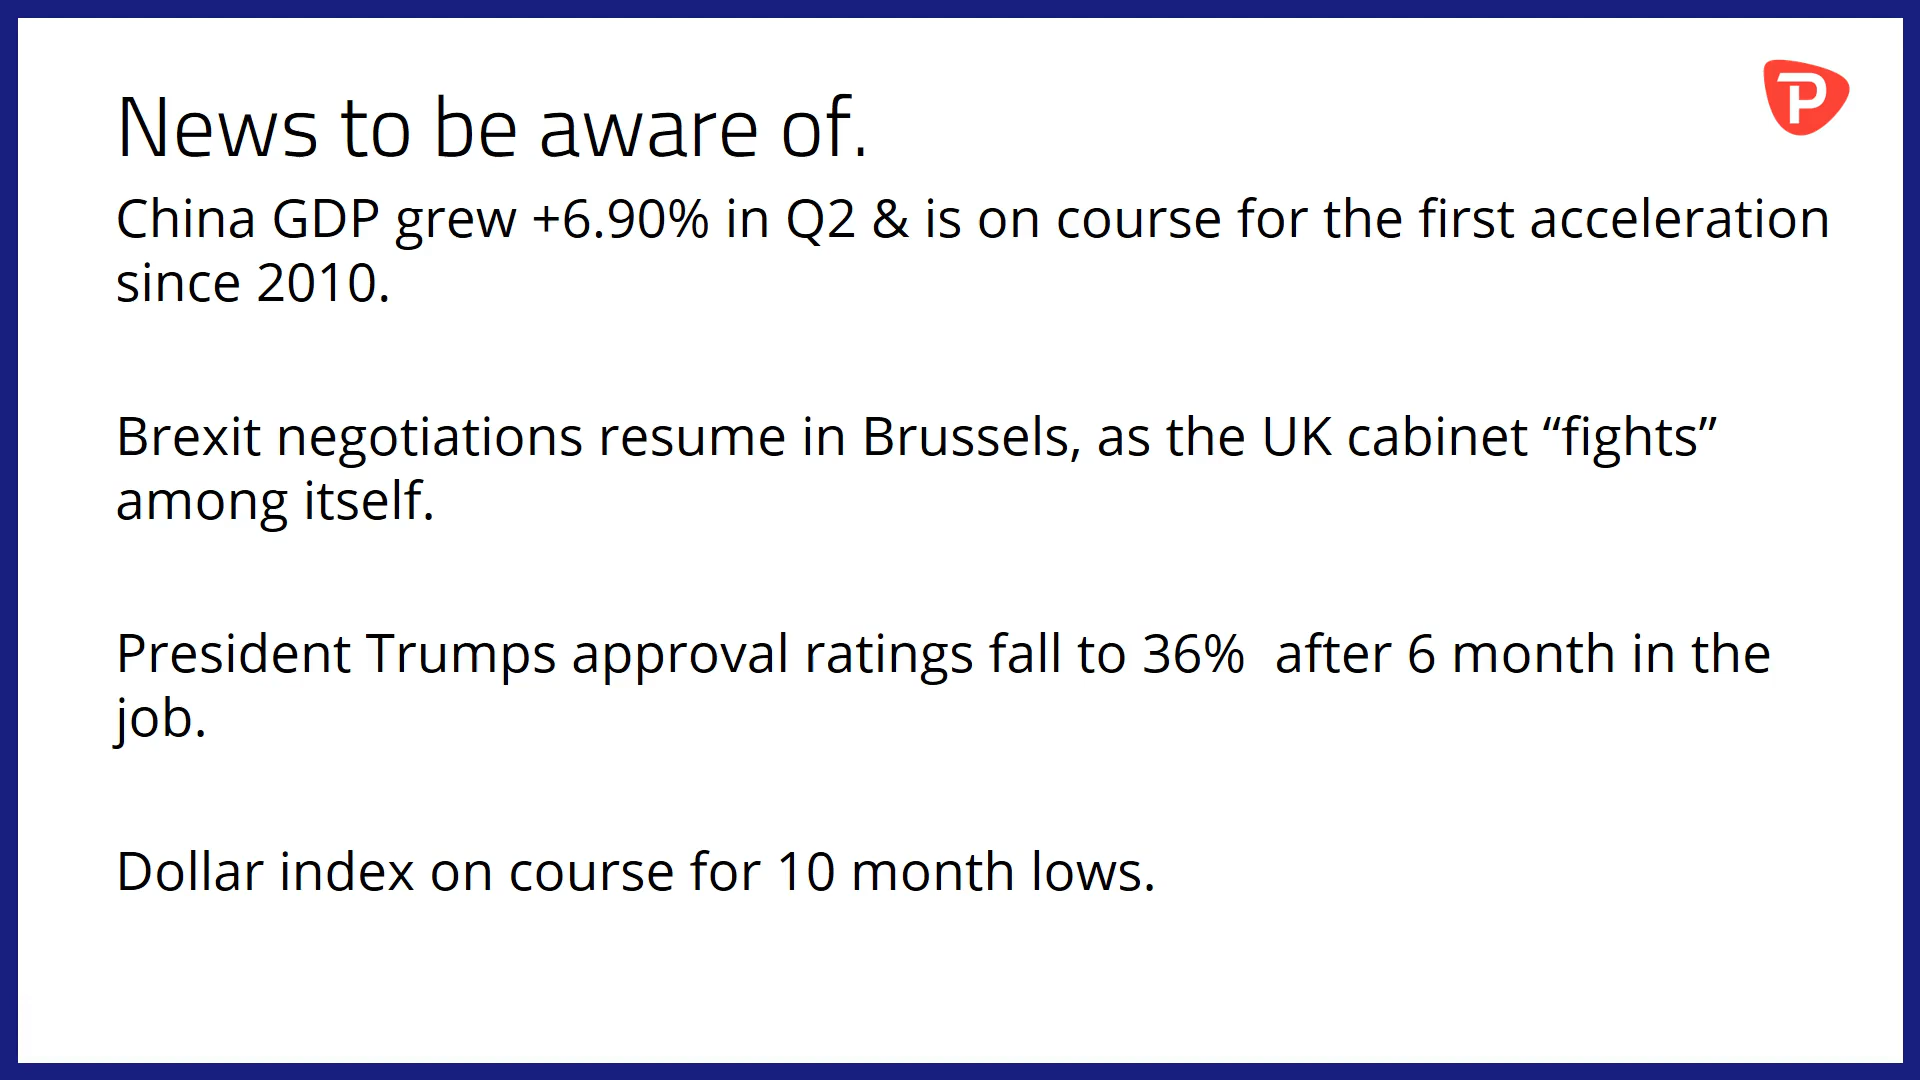 News to be aware of.
P
China GDP grew +6.90% in Q2 & is on course for the first acceleration
since 2010.
Brexit negotiations resume in Brussels, as the UK cabinet “fights”
among itself.
President Trumps approval ratings fall to 36%  after 6 month in the
job.
Dollar index on course for 10 month lows.